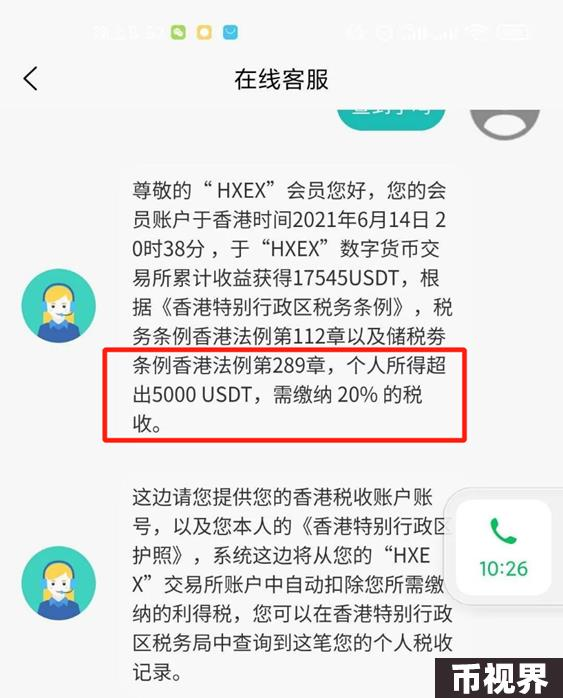 在线客服
尊敬的“ HXEX”会员您好，您的会
员账户于香港时间2021年6月14日 2
0时38分 ，于“HXEX”数字货币交
易所累计收益获得17545USDT，根
据《香港特别行政区税务条例》，税
务条例香港法例第112章以及储税券
条例香港法例第289章，个人所得超
出5000 USDT，需缴纳 20% 的税
收。
这边请您提供您的香港税收账户账
号，以及您本人的《香港特别行政区
护照》，系统这边将从您的“HXE
X”交易所账户中自动扣除您所需缴
纳的利得税，您可以在香港特别行政
区税务局中查询到这笔您的个人税收
记录。
10:26
币视界